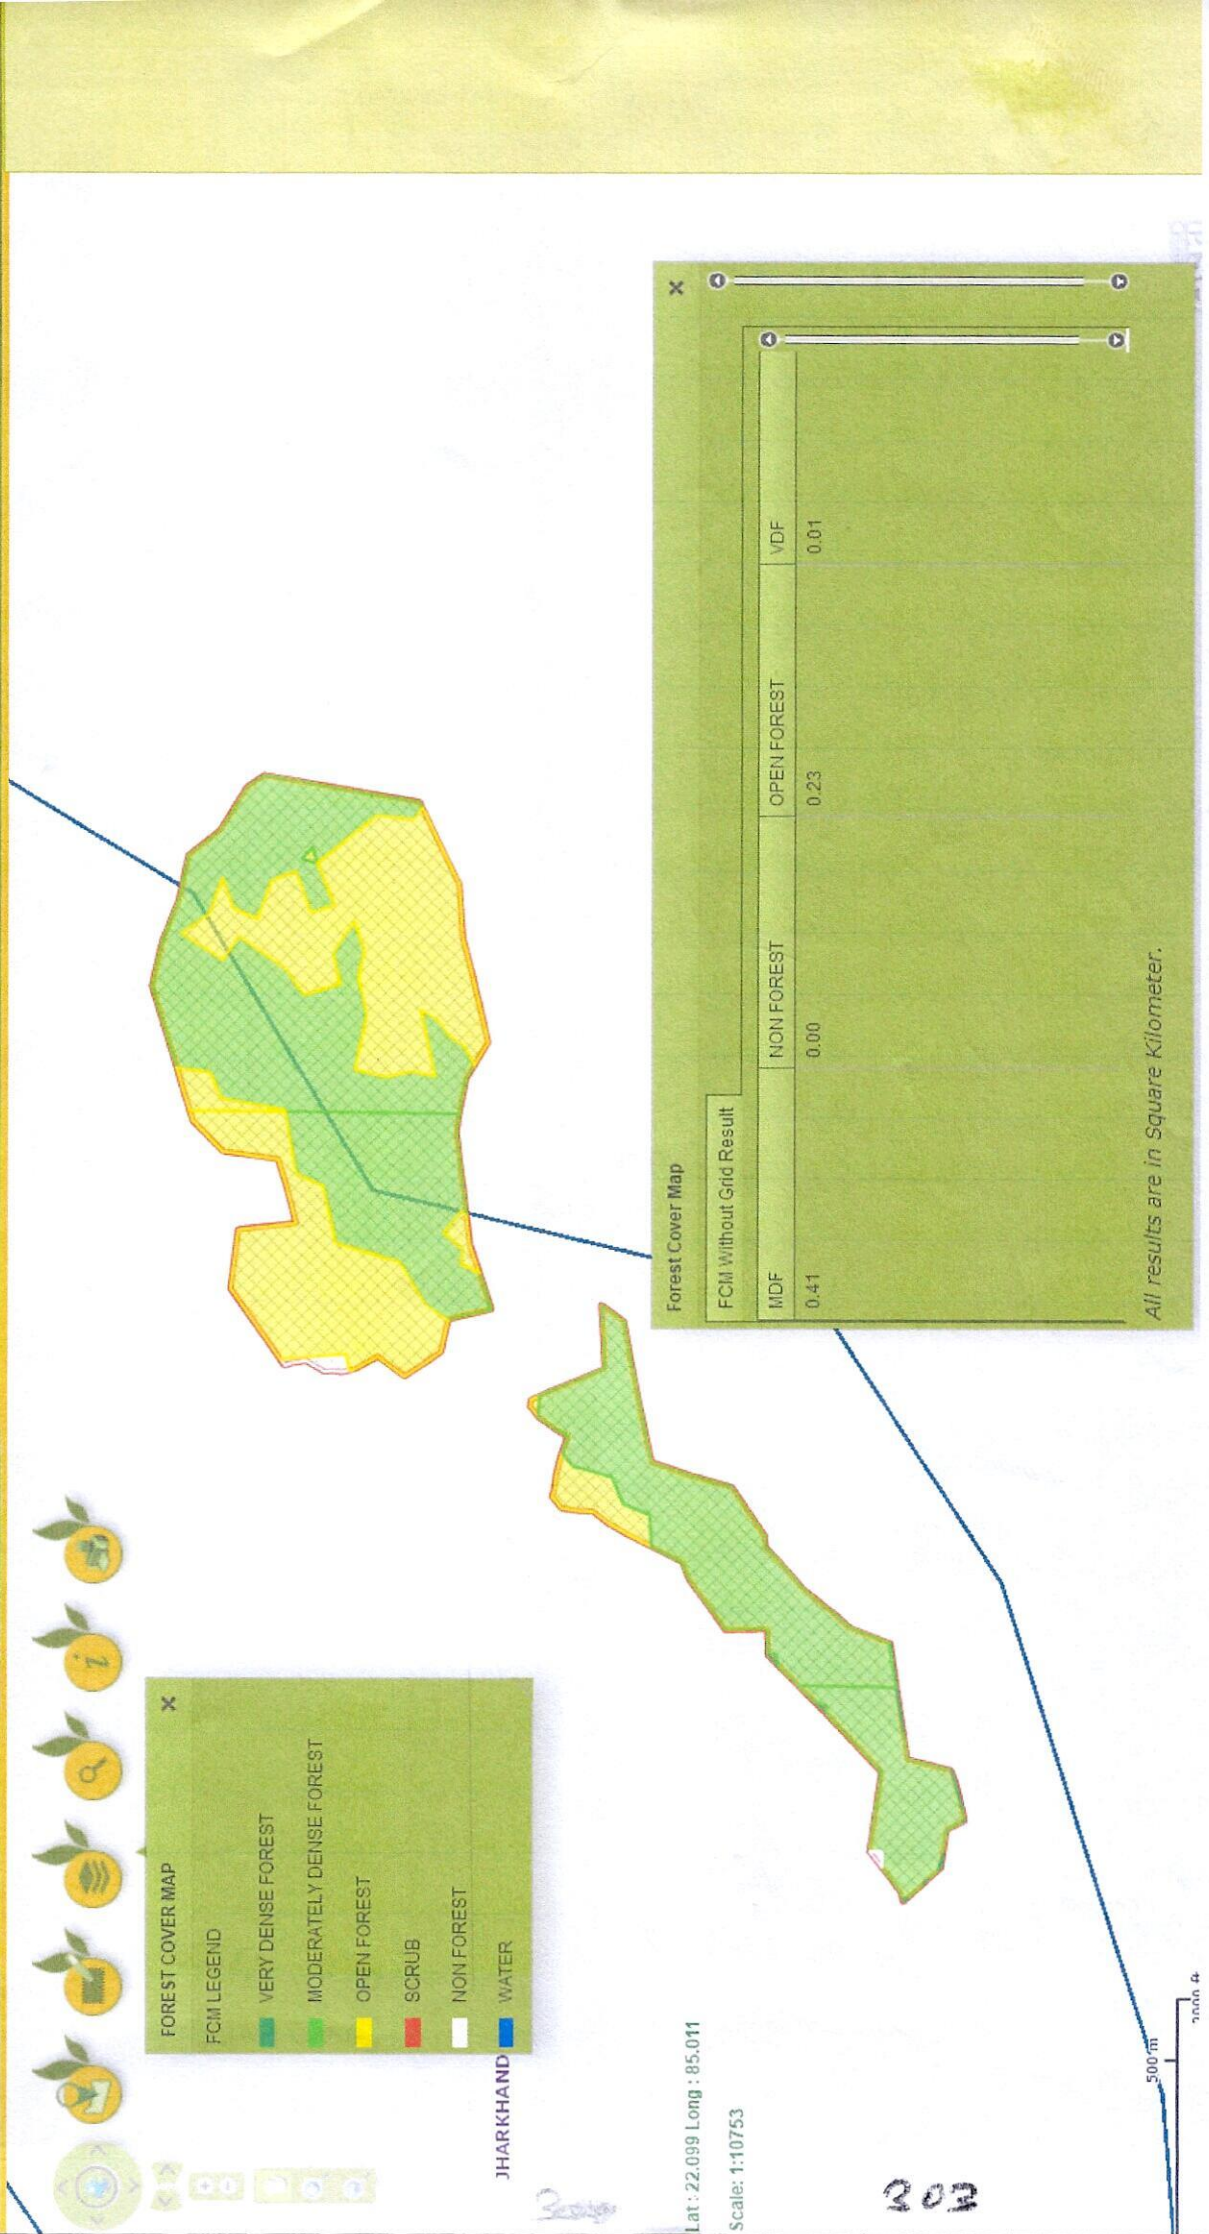 FOREST COVER MAP X
FCM LEGEND
VERY DENSE FOREST
MODERATELY DENSE FOREST
OPEN FOREST
SCRUB
NON FOREST
WATER
JHARKHAND
Forest Cover Map X
FCM Without Grid Result
MDF NON FOREST OPEN FOREST VDF
0.41 0.00 0.23 0.01
All results are in Square Kilometer.
Lat : 22.099 Long : 85.011
Scale: 1:10753
500 m
303